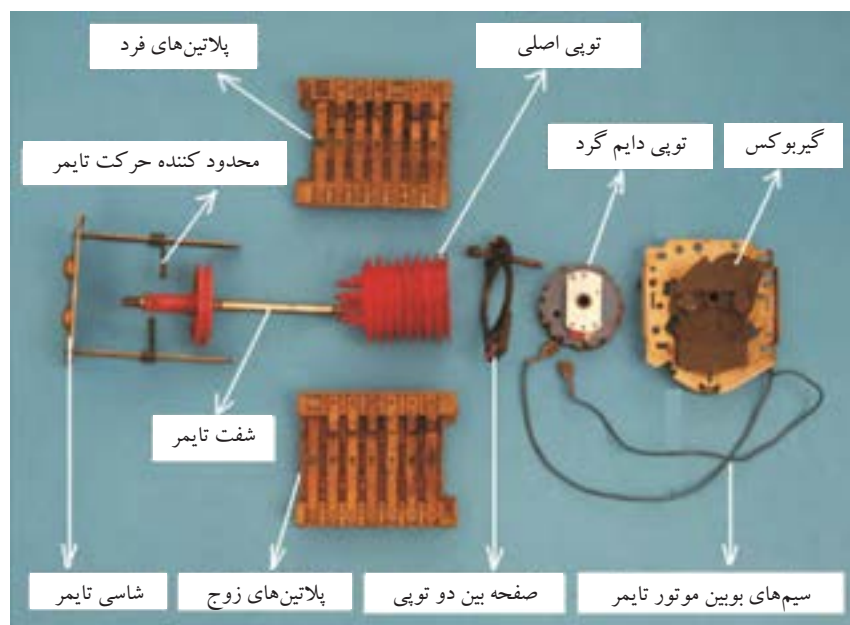 توپی اصلی
پلاتین‌های فرد
گیربوکس
توپی دایم گرد
محدود کننده حرکت تایمر
شفت تایمر
سیم‌های بوبین موتور تایمر
صفحه بین دو توپی
پلاتین‌های زوج
شاسی تایمر